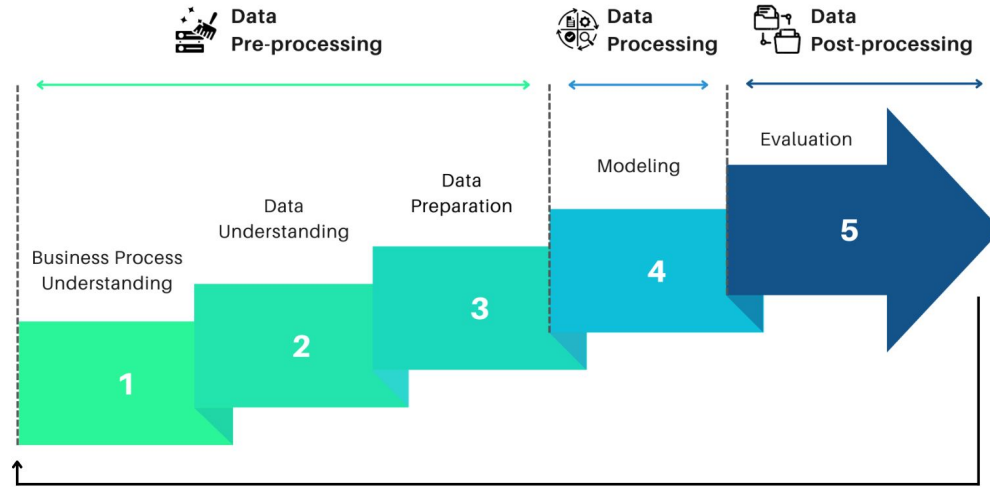 Data
Pre-processing
Data
Processing
Data
Post-processing
Business Process
Understanding
Data
Understanding
Data
Preparation
Modeling
Evaluation
1
2
3
4
5